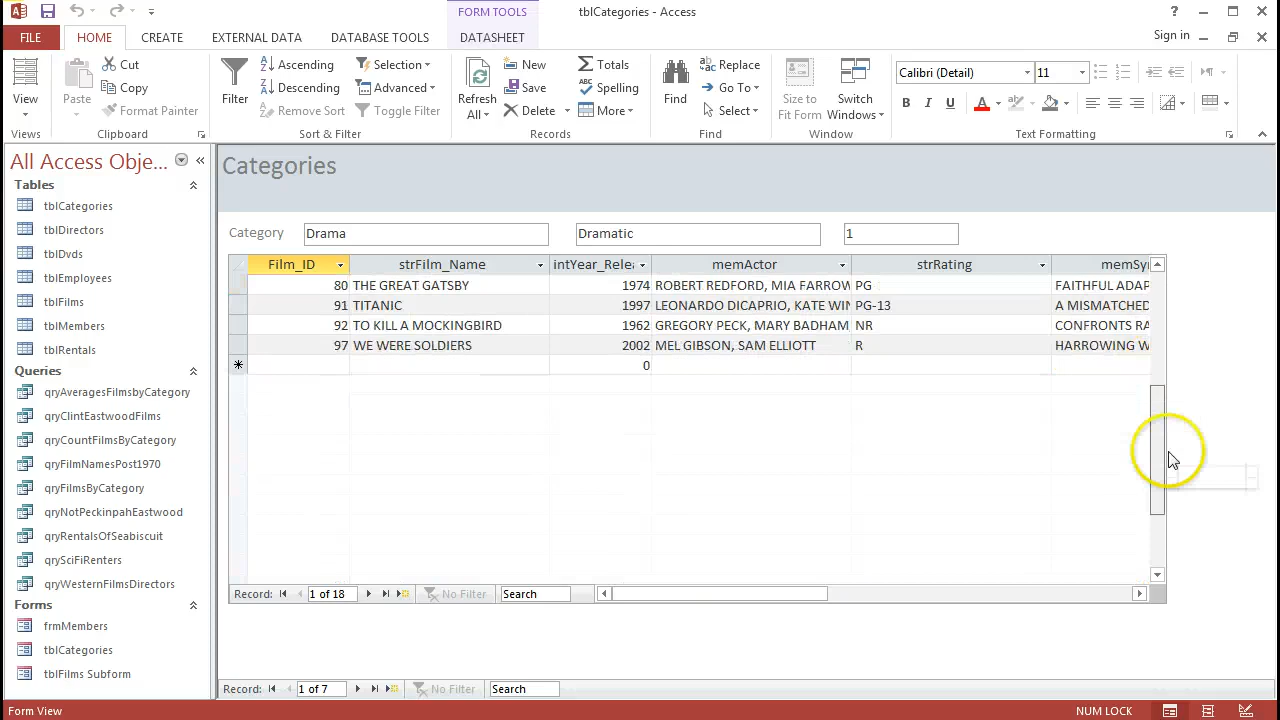 FORM TOOLS
tblCategories - Access
?
Sign in
FILE HOME CREATE EXTERNAL DATA DATABASE TOOLS DATASHEET
View
Views
Paste
Cut
Copy
Format Painter
Clipboard
Filter
Ascending
Descending
Remove Sort
Selection
Advanced
Toggle Filter
Sort & Filter
Refresh
All
New
Save
Delete
Totals
Spelling
More
Records
Find
Replace
Go To
Select
Find
Size to
Fit Form
Switch
Windows
Window
Calibri (Detail) 11
B I U A
Text Formatting
All Access Obje...
Tables
tblCategories
tblDirectors
tblDvds
tblEmployees
tblFilms
tblMembers
tblRentals
Queries
qryAveragesFilmsbyCategory
qryClintEastwoodFilms
qryCountFilmsByCategory
qryFilmNamesPost1970
qryFilmsByCategory
qryNotPeckinpahEastwood
qryRentalsOfSeabiscuit
qrySciFiRenters
qryWesternFilmsDirectors
Forms
frmMembers
tblCategories
tblFilms Subform
Categories
Category Drama Dramatic 1
Film_ID strFilm_Name intYear_Relea memActor strRating memSyn
80 THE GREAT GATSBY 1974 ROBERT REDFORD, MIA FARROW PG FAITHFUL ADAP
91 TITANIC 1997 LEONARDO DICAPRIO, KATE WIN PG-13 A MISMATCHED
92 TO KILL A MOCKINGBIRD 1962 GREGORY PECK, MARY BADHAM NR CONFRONTS RA
97 WE WERE SOLDIERS 2002 MEL GIBSON, SAM ELLIOTT R HARROWING W
0
Record: 1 of 18 No Filter Search
Record: 1 of 7 No Filter Search
Form View NUM LOCK